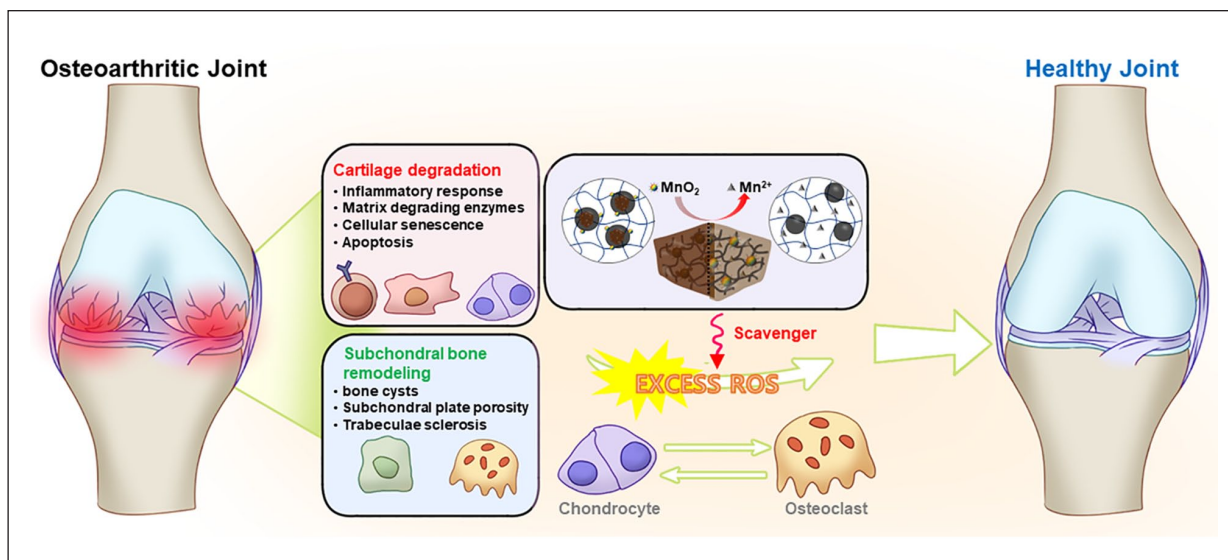 Osteoarthritic Joint
Healthy Joint
Cartilage degradation
• Inflammatory response
• Matrix degrading enzymes
• Cellular senescence
• Apoptosis
MnO₂
Mn²⁺
Scavenger
EXCESS ROS
Subchondral bone
remodeling
• bone cysts
• Subchondral plate porosity
• Trabeculae sclerosis
Chondrocyte
Osteoclast